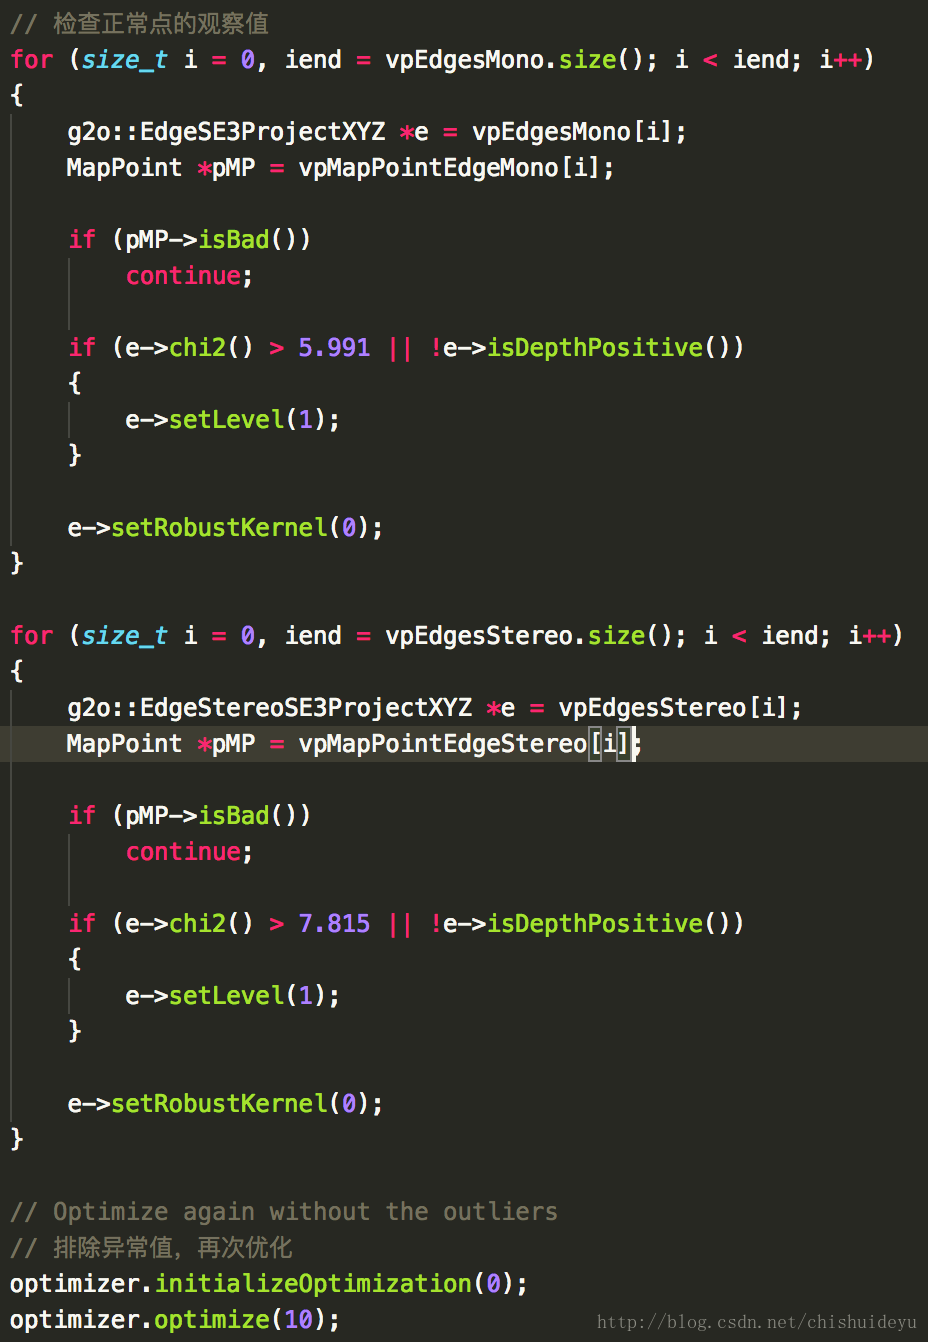 // 检查正常点的观察值
for (size_t i = 0, iend = vpEdgesMono.size(); i < iend; i++)
{
    g2o::EdgeSE3ProjectXYZ *e = vpEdgesMono[i];
    MapPoint *pMP = vpMapPointEdgeMono[i];
    if (pMP->isBad())
        continue;
    if (e->chi2() > 5.991 || !e->isDepthPositive())
    {
        e->setLevel(1);
    }
    e->setRobustKernel(0);
}
for (size_t i = 0, iend = vpEdgesStereo.size(); i < iend; i++)
{
    g2o::EdgeStereoSE3ProjectXYZ *e = vpEdgesStereo[i];
    MapPoint *pMP = vpMapPointEdgeStereo[i];
    if (pMP->isBad())
        continue;
    if (e->chi2() > 7.815 || !e->isDepthPositive())
    {
        e->setLevel(1);
    }
    e->setRobustKernel(0);
}
// Optimize again without the outliers
// 排除异常值，再次优化
optimizer.initializeOptimization(0);
optimizer.optimize(10);
http://blog.csdn.net/chishuideyu